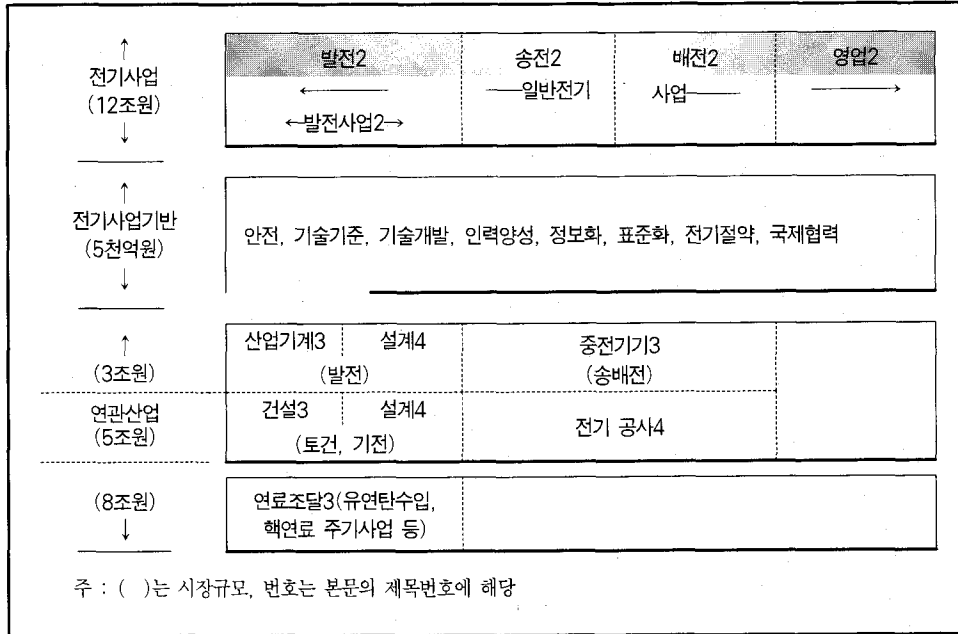 ↑
전기사업
(12조원)
↓
발전2
송전2
배전2
영업2
←──일반전기 사업──→
←발전사업2→
↑
전기사업기반
(5천억원)
↓
안전, 기술기준, 기술개발, 인력양성, 정보화, 표준화, 전기절약, 국제협력
↑
(3조원)
산업기계3
설계4
(발전)
중전기기3
(송배전)
연관산업
(5조원)
건설3
설계4
(토건, 기전)
전기 공사4
(8조원)
↓
연료조달3(유연탄수입,
핵연료 주기사업 등)
주 : ( )는 시장규모, 번호는 본문의 제목번호에 해당